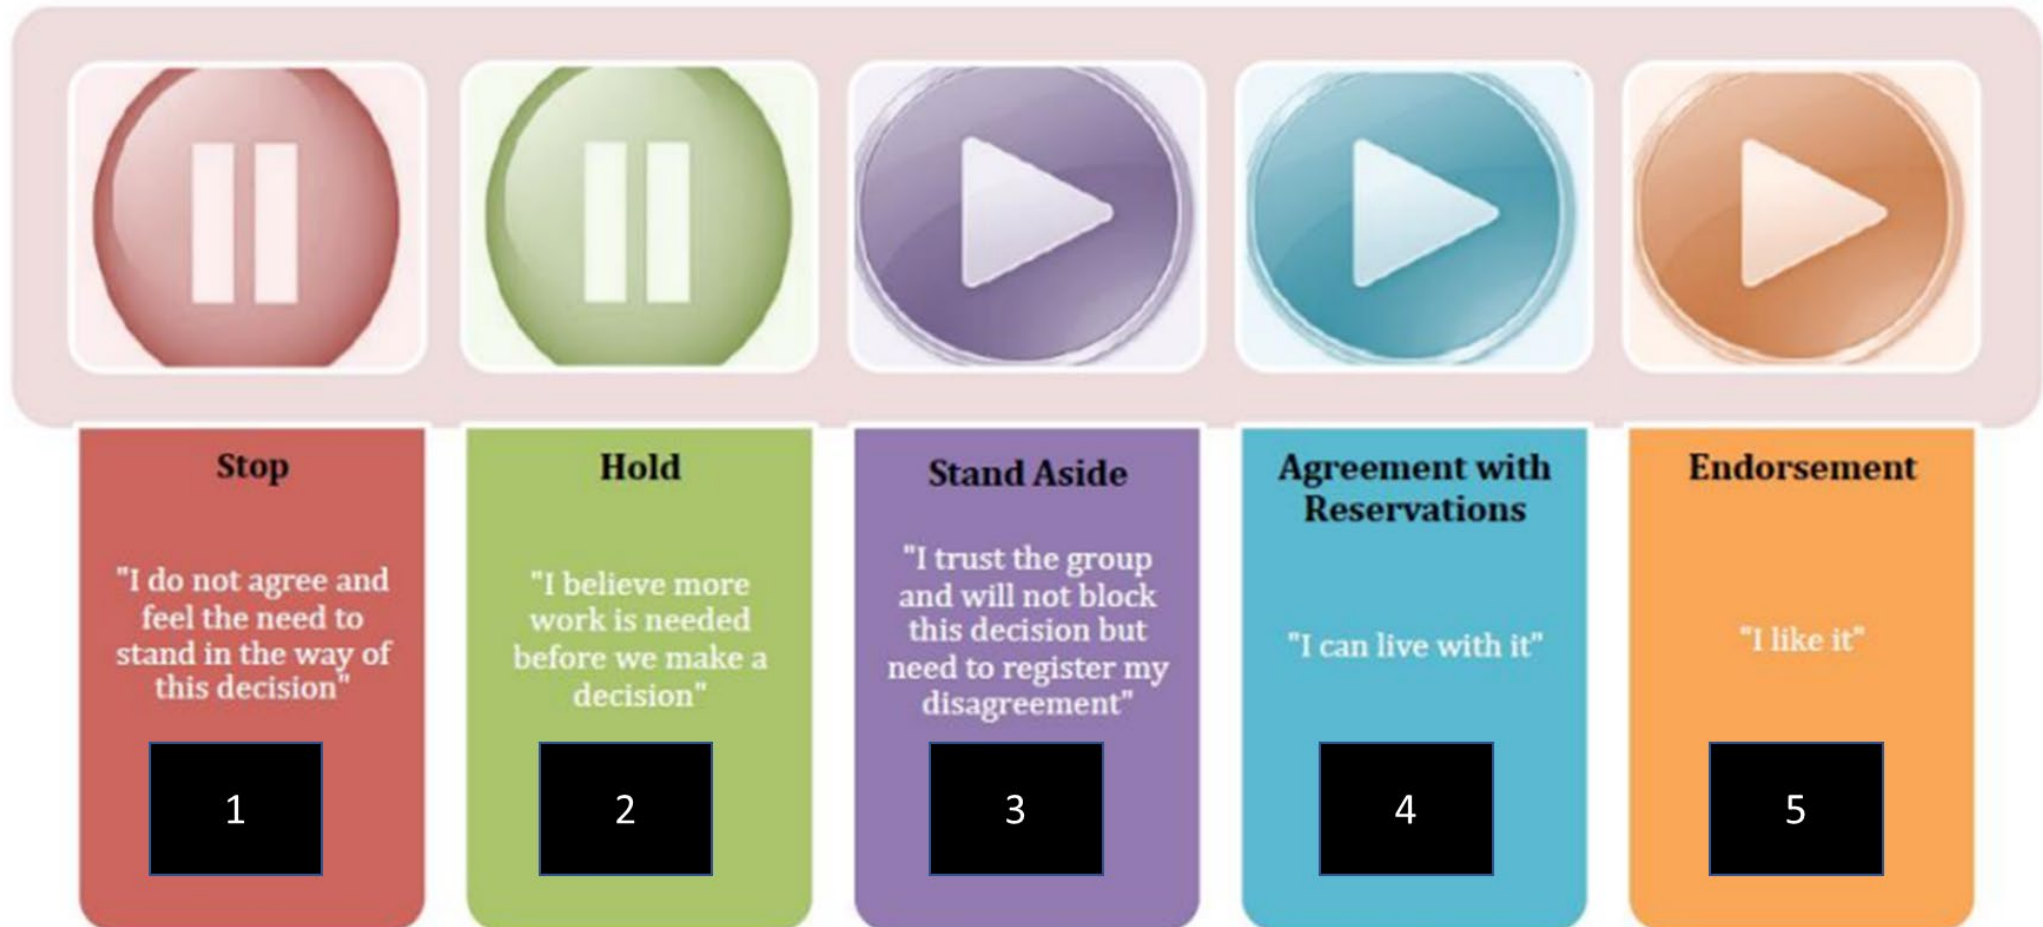 Stop
"I do not agree and
feel the need to
stand in the way of
this decision"
1
Hold
"I believe more
work is needed
before we make a
decision"
2
Stand Aside
"I trust the group
and will not block
this decision but
need to register my
disagreement"
3
Agreement with
Reservations
"I can live with it"
4
Endorsement
"I like it"
5